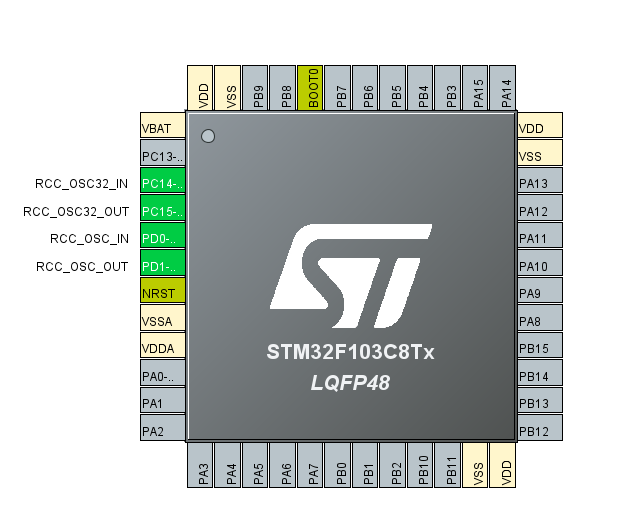 VDD
VSS
PB9
PB8
BOOT0
PB7
PB6
PB5
PB4
PB3
PA15
PA14
VBAT
PC13-..
RCC_OSC32_IN PC14-..
RCC_OSC32_OUT PC15-..
RCC_OSC_IN PD0-..
RCC_OSC_OUT PD1-..
NRST
VSSA
VDDA
PA0-..
PA1
PA2
VDD
VSS
PA13
PA12
PA11
PA10
PA9
PA8
PB15
PB14
PB13
PB12
ST
STM32F103C8Tx
LQFP48
PA3
PA4
PA5
PA6
PA7
PB0
PB1
PB2
PB10
PB11
VSS
VDD